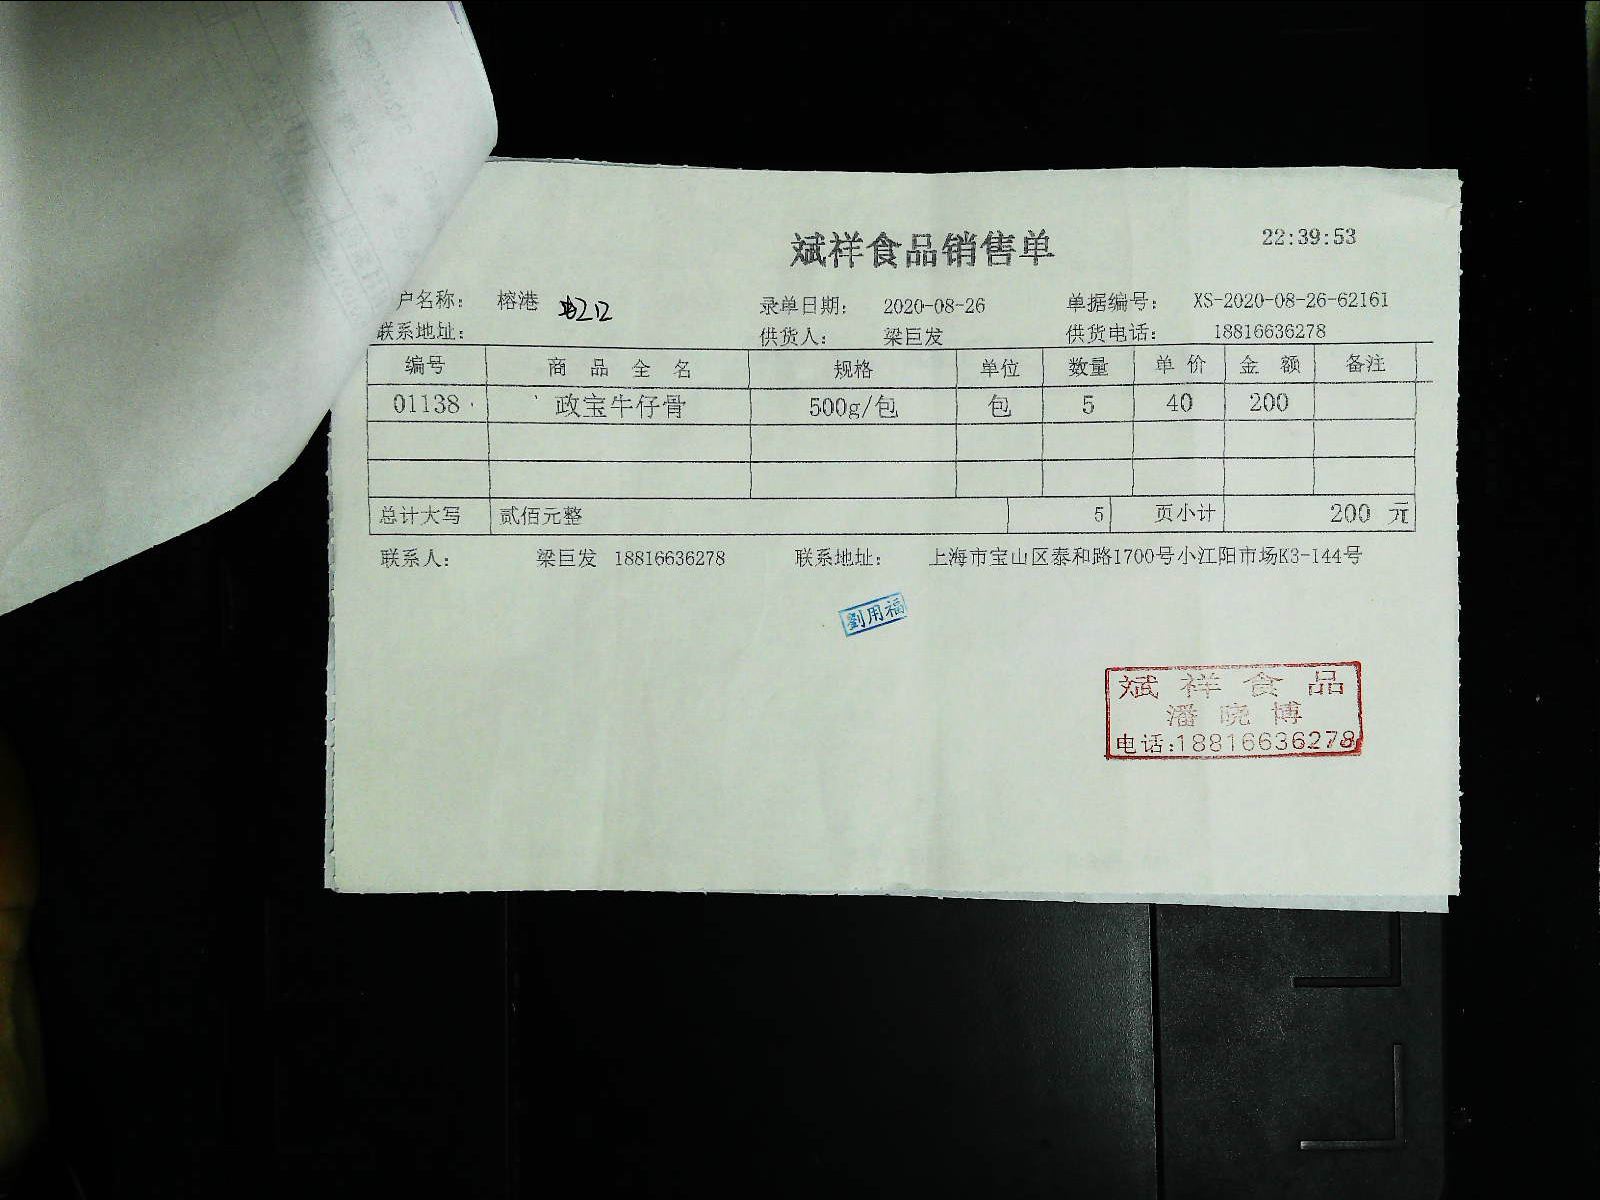 斌祥食品销售单 22:39:53
户名称： 榕港 212 录单日期： 2020-08-26 单据编号： XS-2020-08-26-62161
联系地址： 供货人： 梁巨发 供货电话： 18816636278
编号 商品全名 规格 单位 数量 单价 金额 备注
01138 政宝牛仔骨 500g/包 包 5 40 200
总计大写 贰佰元整 5 页小计 200 元
联系人： 梁巨发 18816636278 联系地址： 上海市宝山区泰和路1700号小江阳市场K3-144号
劉用福
斌祥食品
潘晓博
电话:18816636278